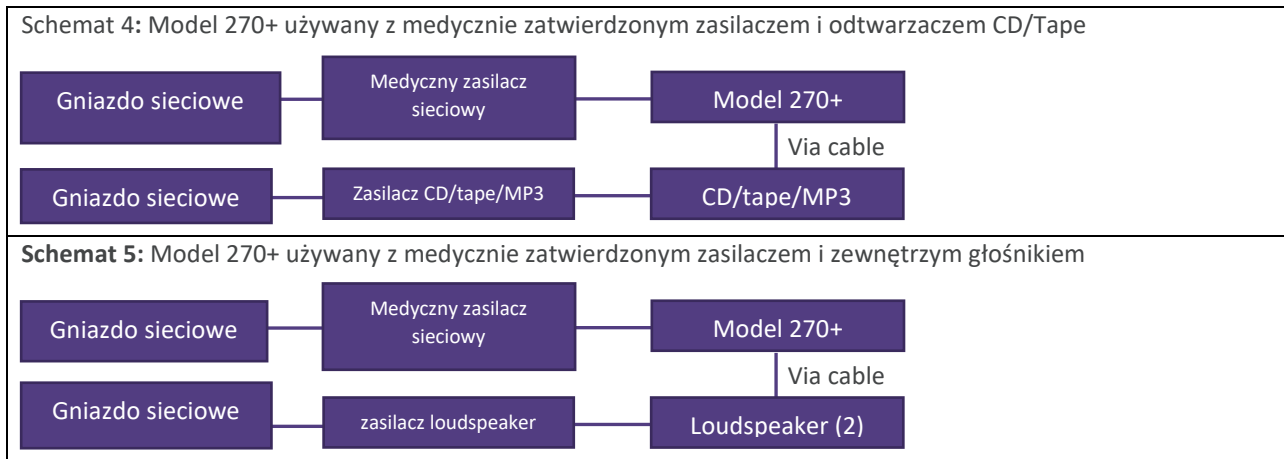 Schemat 4: Model 270+ używany z medycznie zatwierdzonym zasilaczem i odtwarzaczem CD/Tape
Gniazdo sieciowe
Medyczny zasilacz
sieciowy
Model 270+
Via cable
Gniazdo sieciowe
Zasilacz CD/tape/MP3
CD/tape/MP3
Schemat 5: Model 270+ używany z medycznie zatwierdzonym zasilaczem i zewnętrzym głośnikiem
Gniazdo sieciowe
Medyczny zasilacz
sieciowy
Model 270+
Via cable
Gniazdo sieciowe
zasilacz loudspeaker
Loudspeaker (2)